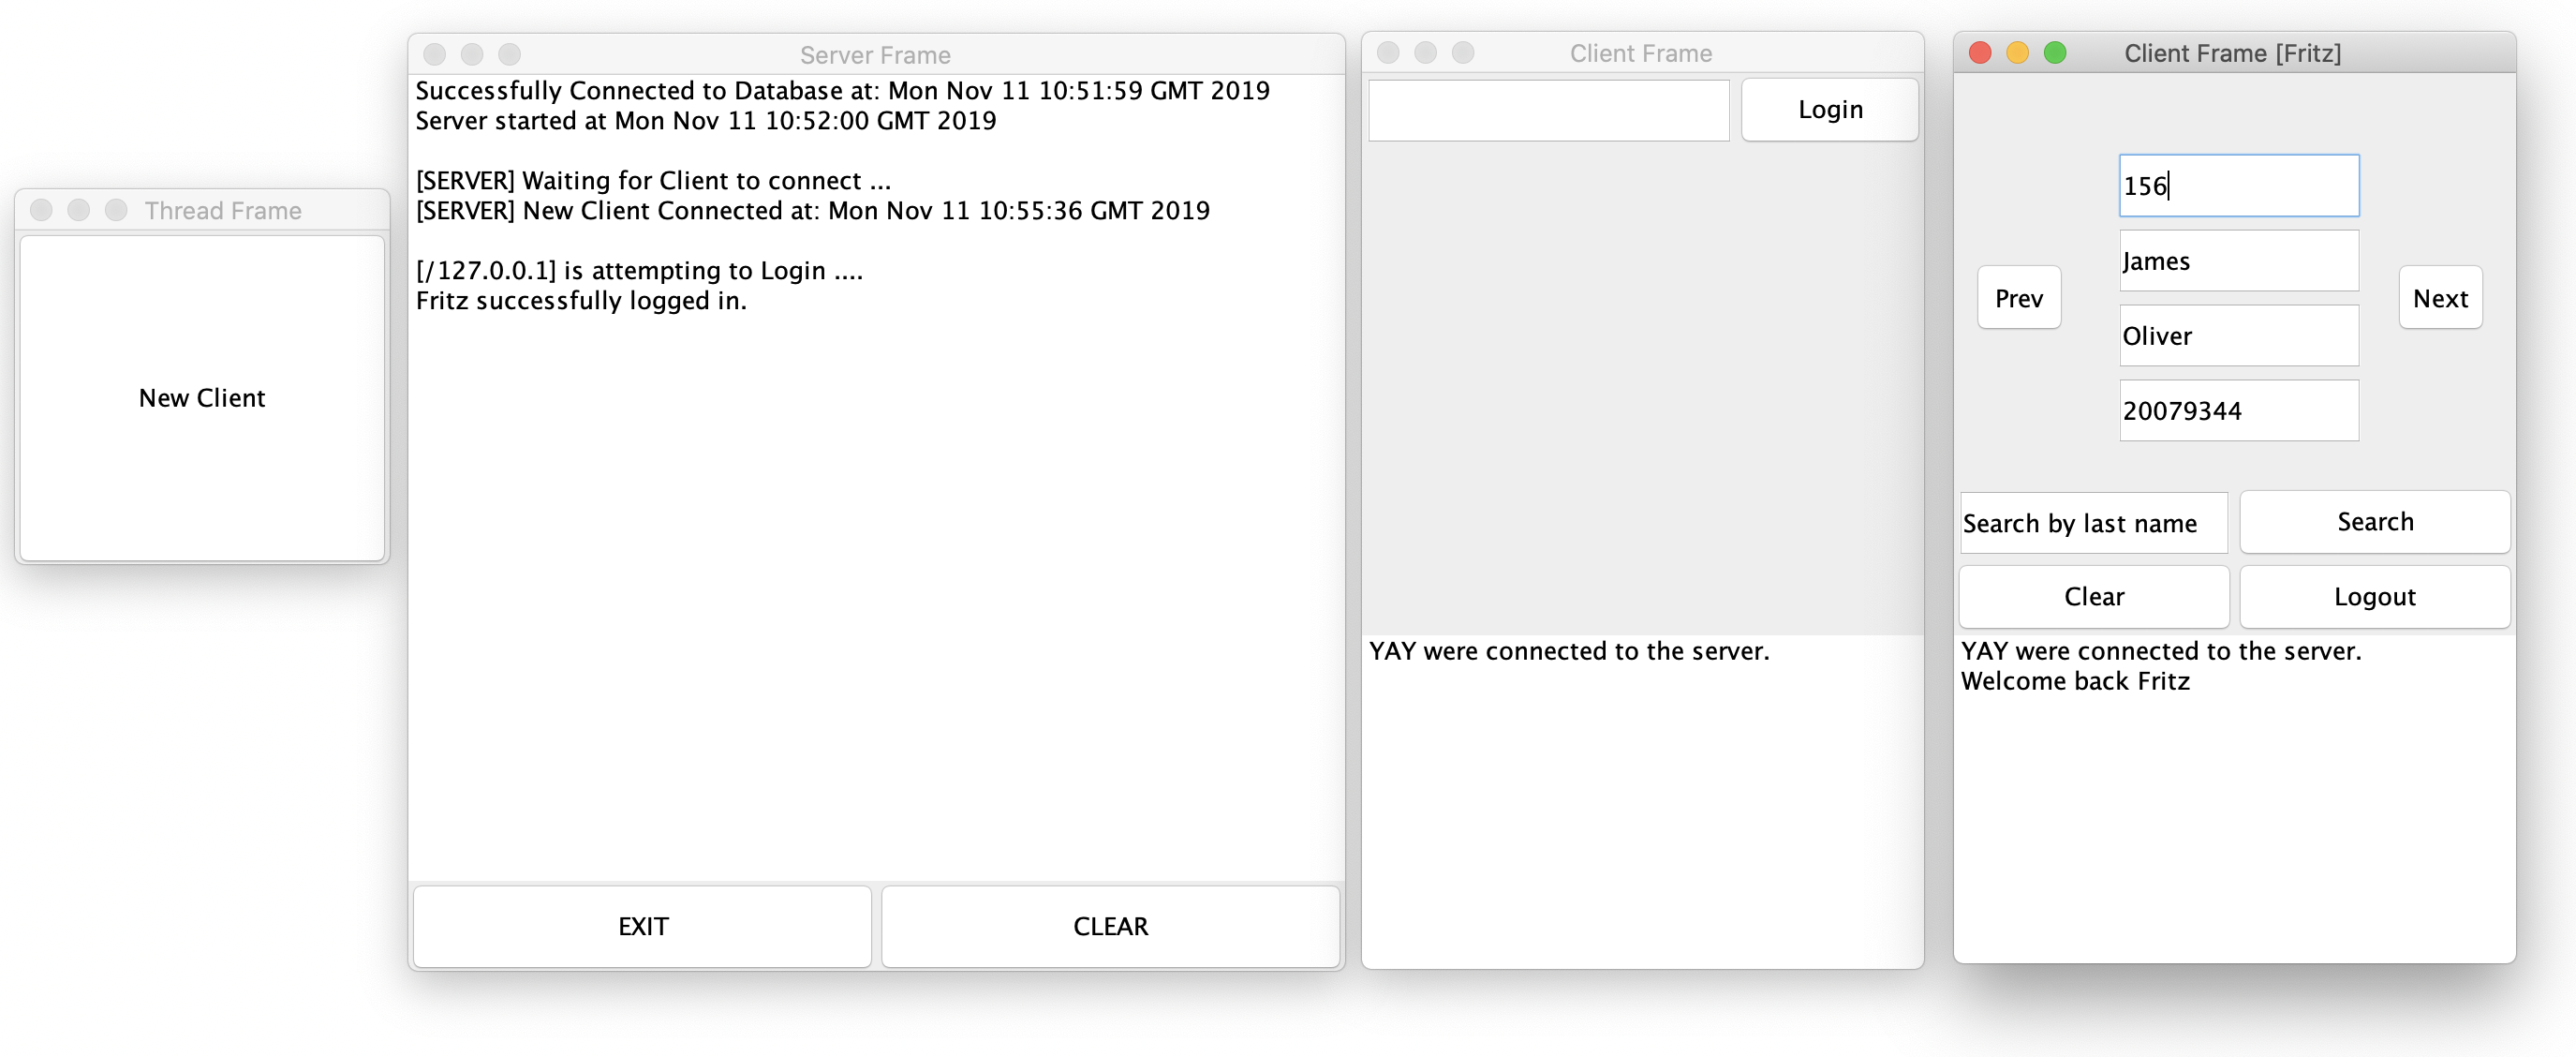 Thread Frame
New Client
Server Frame
Successfully Connected to Database at: Mon Nov 11 10:51:59 GMT 2019
Server started at Mon Nov 11 10:52:00 GMT 2019
[SERVER] Waiting for Client to connect ...
[SERVER] New Client Connected at: Mon Nov 11 10:55:36 GMT 2019
[/127.0.0.1] is attempting to Login ....
Fritz successfully logged in.
EXIT
CLEAR
Client Frame
Login
YAY were connected to the server.
Client Frame [Fritz]
156
James
Prev
Next
Oliver
20079344
Search by last name
Search
Clear
Logout
YAY were connected to the server.
Welcome back Fritz